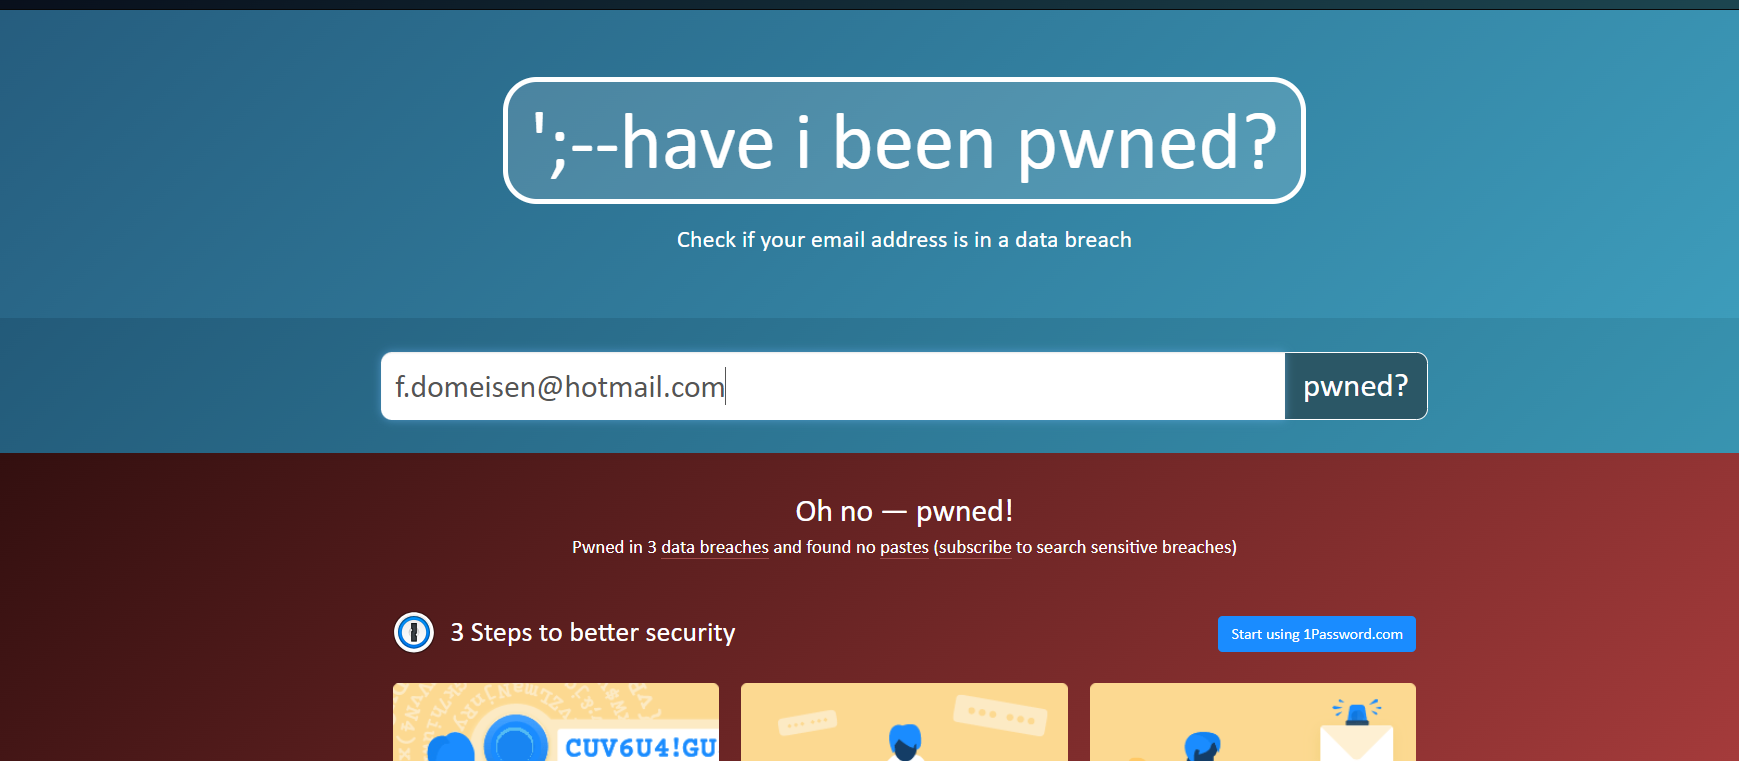 ';--have i been pwned?
Check if your email address is in a data breach
f.domeisen@hotmail.com
pwned?
Oh no — pwned!
Pwned in 3 data breaches and found no pastes (subscribe to search sensitive breaches)
3 Steps to better security
Start using 1Password.com
CUV6U4!GU